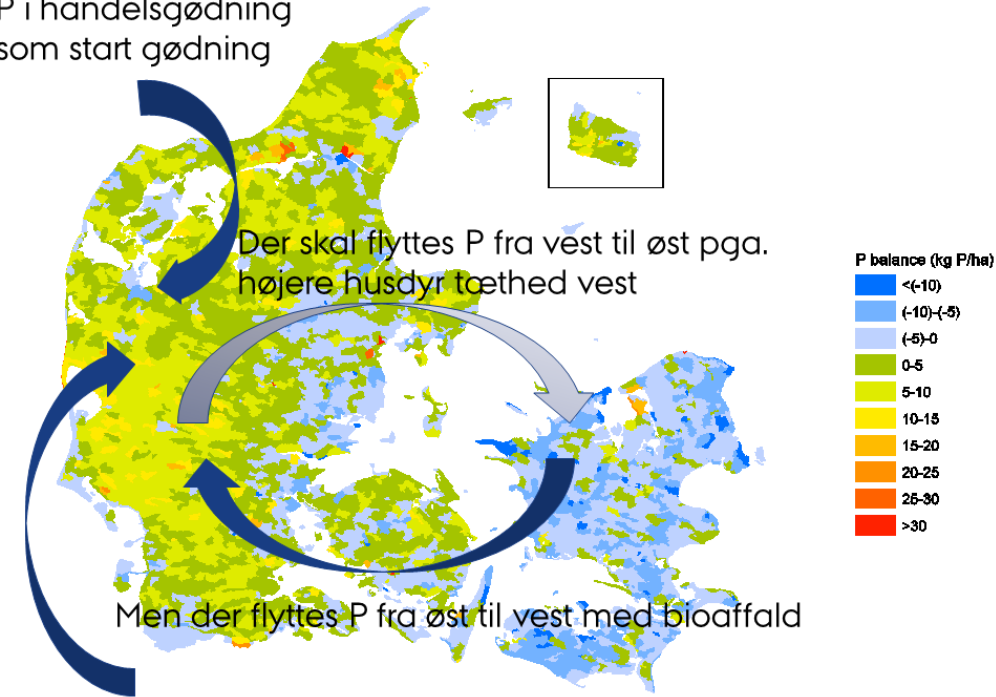 P i handelsgødning
som start gødning
Der skal flyttes P fra vest til øst pga.
højere husdyr tæthed vest
P balance (kg P/ha)
<(-10)
(-10)-(-5)
(-5)-0
0-5
5-10
10-15
15-20
20-25
25-30
>30
Men der flyttes P fra øst til vest med bioaffald